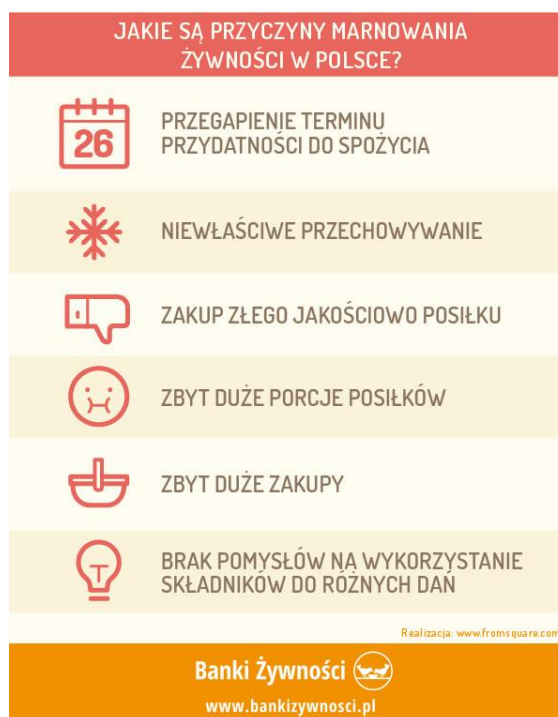 JAKIE SĄ PRZYCZYNY MARNOWANIA
ŻYWNOŚCI W POLSCE?
26
PRZEGAPIENIE TERMINU
PRZYDATNOŚCI DO SPOŻYCIA
NIEWŁAŚCIWE PRZECHOWYWANIE
ZAKUP ZŁEGO JAKOŚCIOWO POSIŁKU
ZBYT DUŻE PORCJE POSIŁKÓW
ZBYT DUŻE ZAKUPY
BRAK POMYSŁÓW NA WYKORZYSTANIE
SKŁADNIKÓW DO RÓŻNYCH DAŃ
Realizacja: www.fromsquare.com
Banki Żywności
www.bankizywnosci.pl